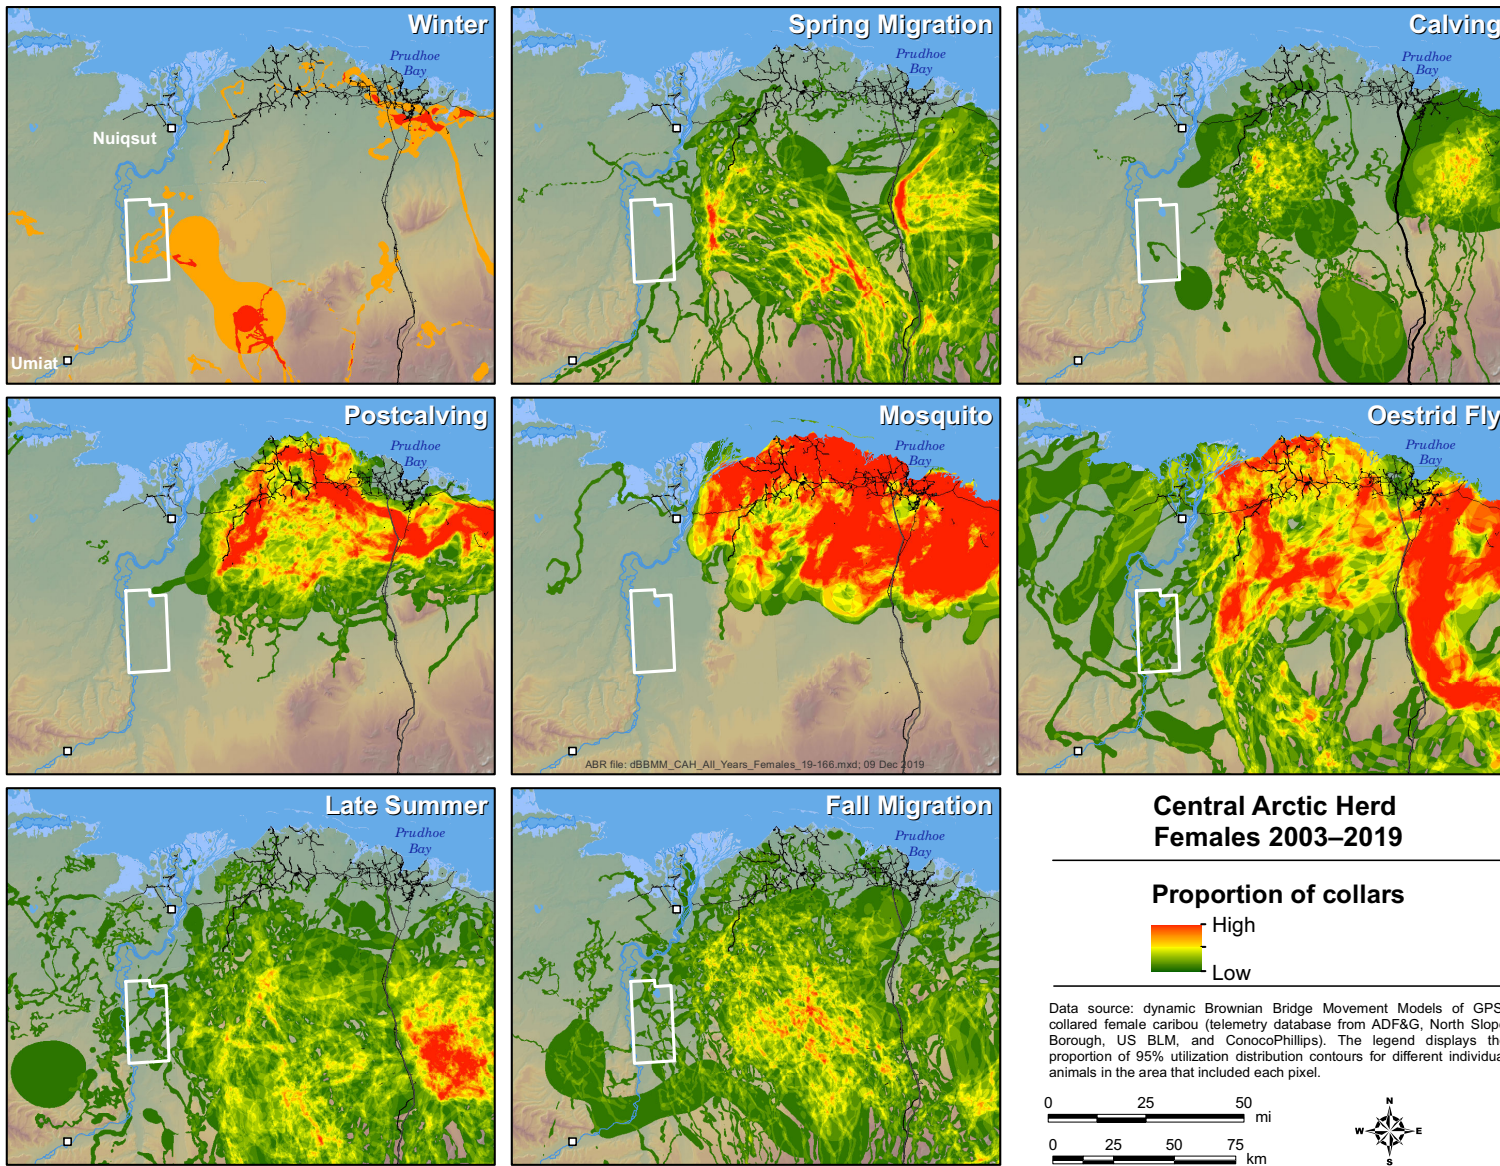 Winter
Prudhoe
Bay
Nuiqsut
Umiat
Spring Migration
Prudhoe
Bay
Calving
Prudhoe
Bay
Postcalving
Prudhoe
Bay
Mosquito
Prudhoe
Bay
ABR file: dBBMM_CAH_All_Years_Females_19-166.mxd; 09 Dec 2019
Oestrid Fly
Prudhoe
Bay
Late Summer
Prudhoe
Bay
Fall Migration
Prudhoe
Bay
Central Arctic Herd
Females 2003–2019
Proportion of collars
High
Low
Data source: dynamic Brownian Bridge Movement Models of GPS
collared female caribou (telemetry database from ADF&G, North Slop
Borough, US BLM, and ConocoPhillips). The legend displays th
proportion of 95% utilization distribution contours for different individua
animals in the area that included each pixel.
0 25 50
mi
0 25 50 75
km
N
W E
S